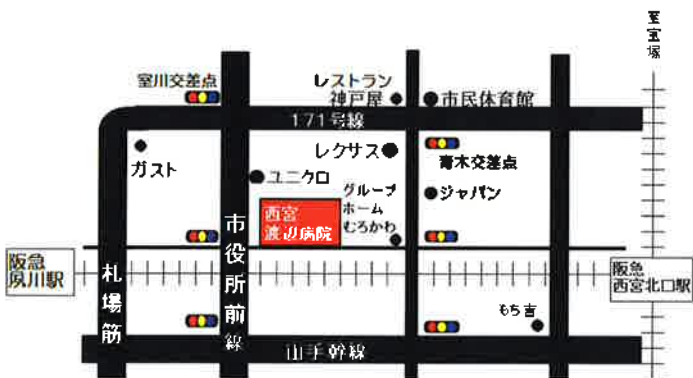 至宝塚
室川交差点
レストラン
神戸屋
市民体育館
171号線
レクサス
青木交差点
ガスト
ユニクロ
グループ
ホーム
むろかわ
ジャパン
西宮
渡辺病院
市役所前線
阪急
夙川駅
札場筋
阪急
西宮北口駅
もち吉
山手幹線